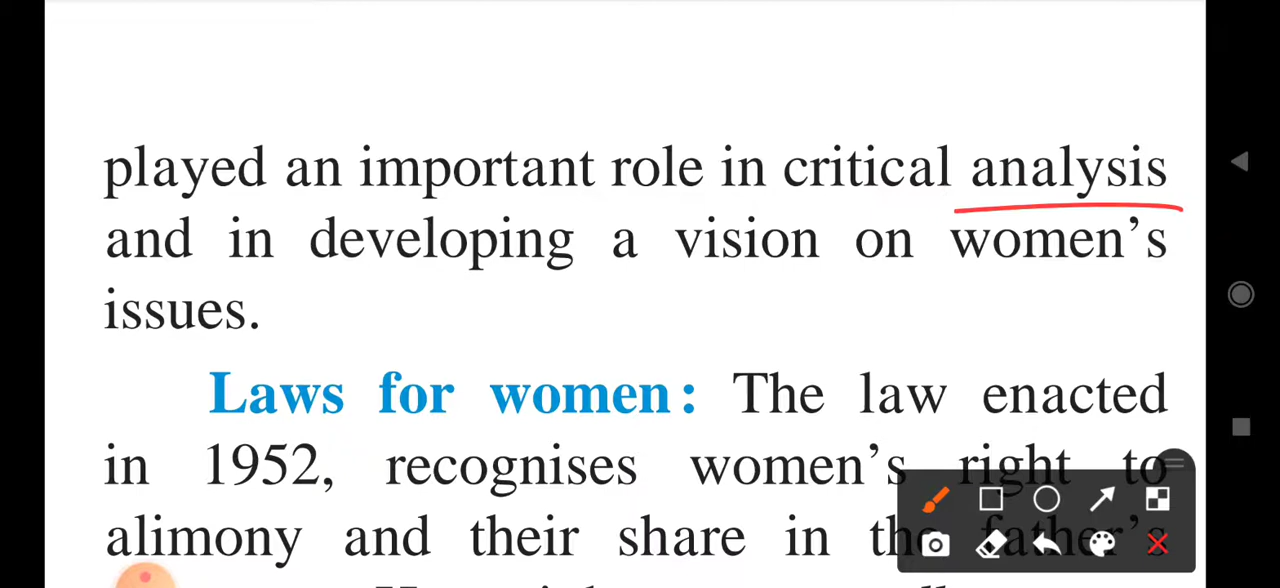 played an important role in critical analysis
and in developing a vision on women’s
issues.
Laws for women: The law enacted
in 1952, recognises women’s right to
alimony and their share in the father’s